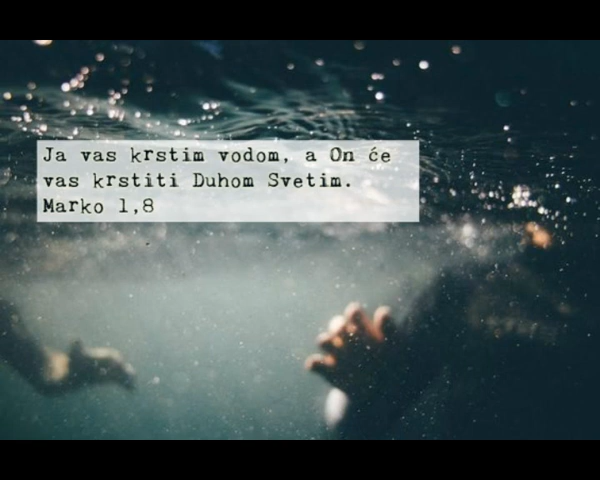 Ja vas krstim vodom, a On će
vas krstiti Duhom Svetim.
Marko 1,8